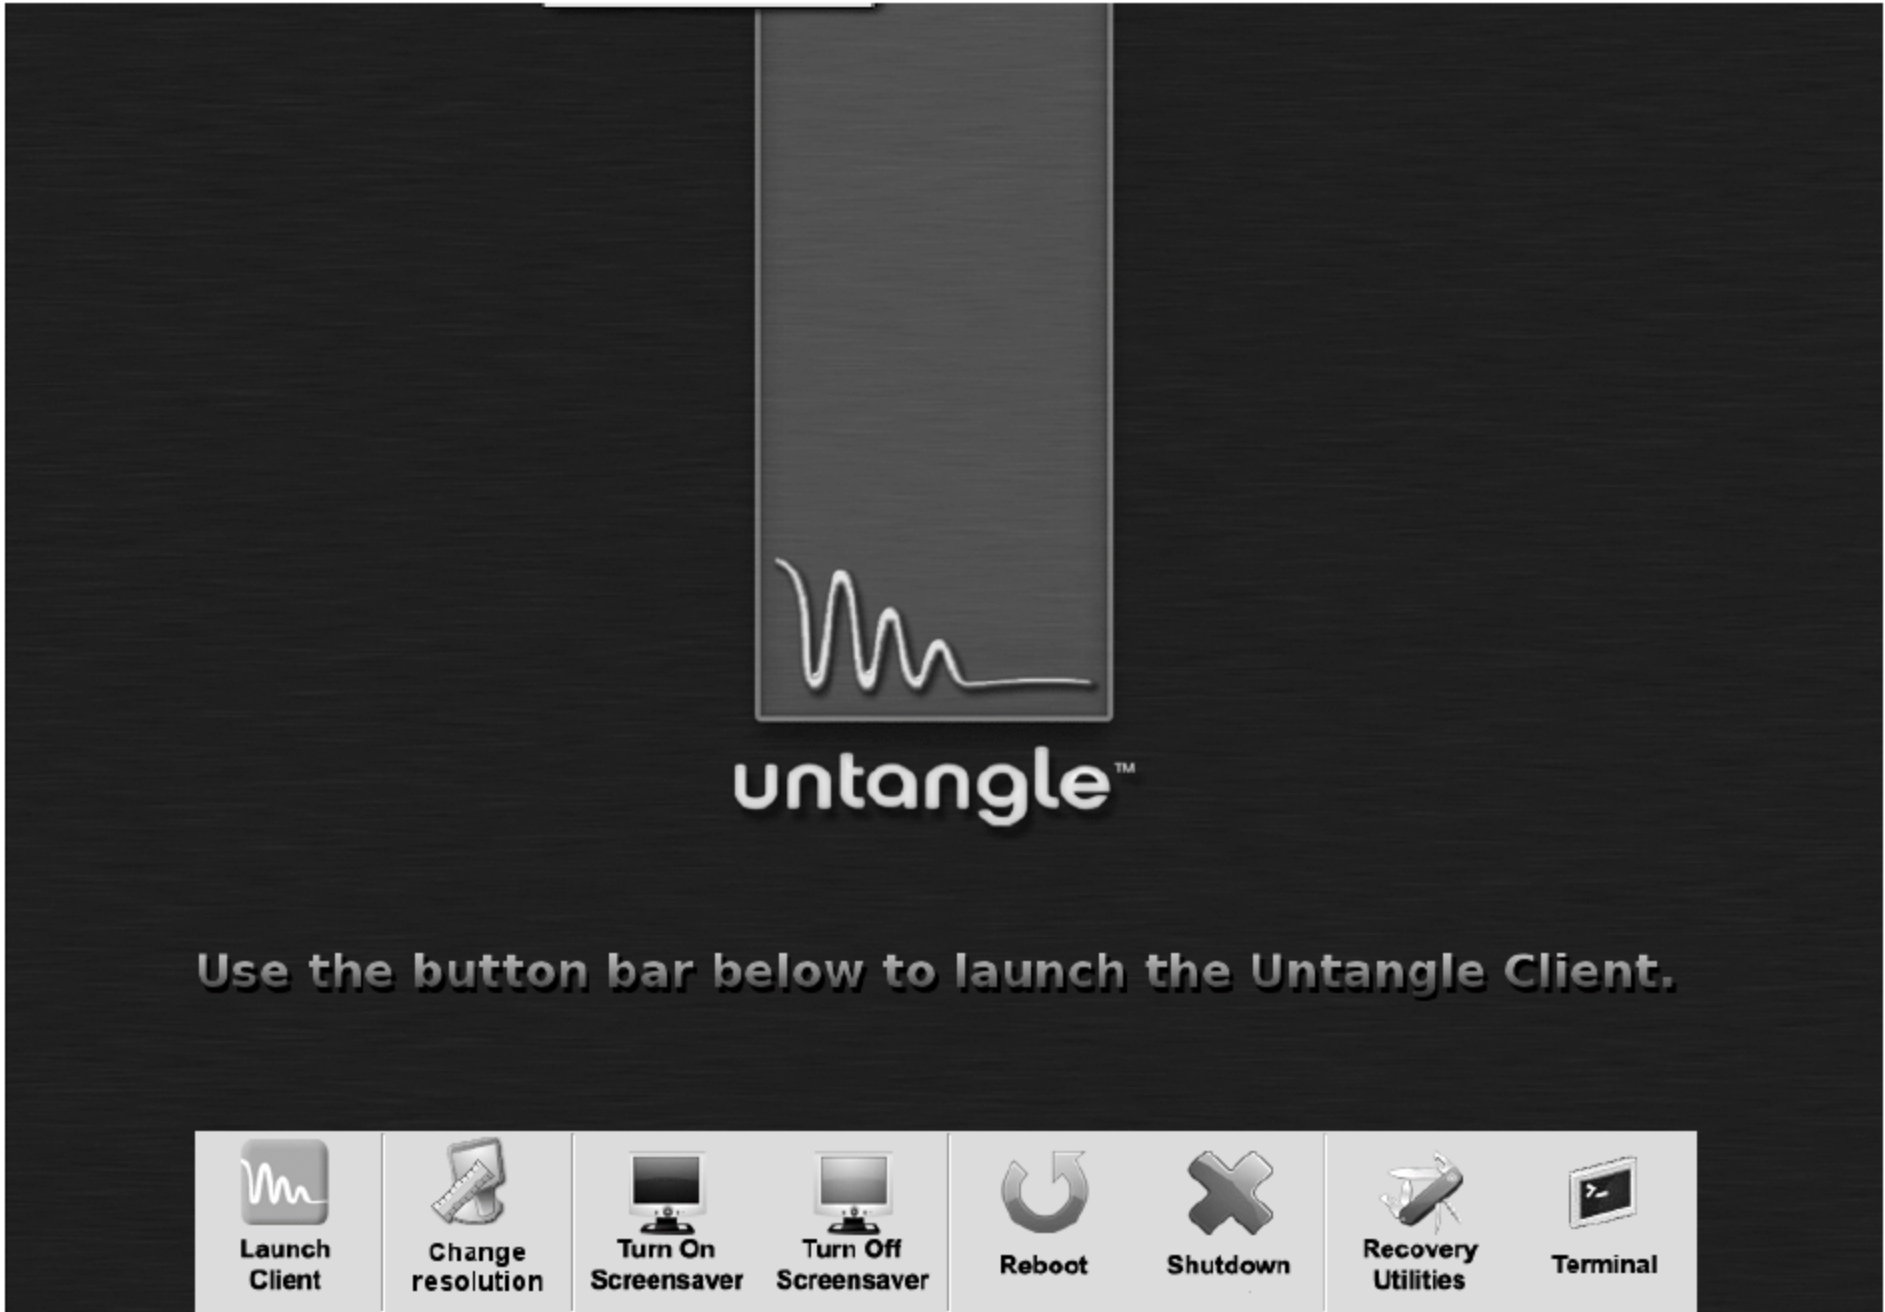 untangle™
Use the button bar below to launch the Untangle Client.
Launch
Client
Change
resolution
Turn On
Screensaver
Turn Off
Screensaver
Reboot
Shutdown
Recovery
Utilities
>_
Terminal